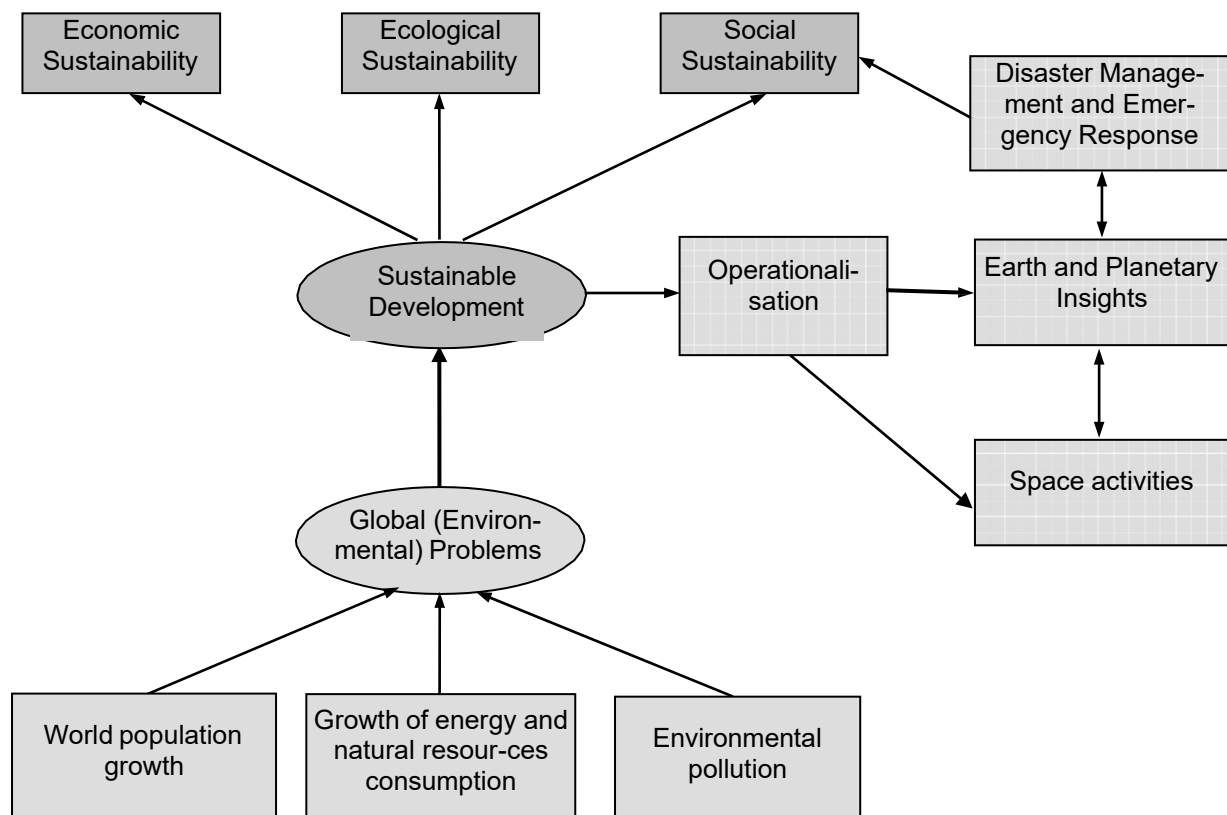 Economic
Sustainability
Ecological
Sustainability
Social
Sustainability
Disaster Manage-
ment and Emer-
gency Response
Sustainable
Development
Operationali-
sation
Earth and Planetary
Insights
Space activities
Global (Environ-
mental) Problems
World population
growth
Growth of energy and
natural resour-ces
consumption
Environmental
pollution